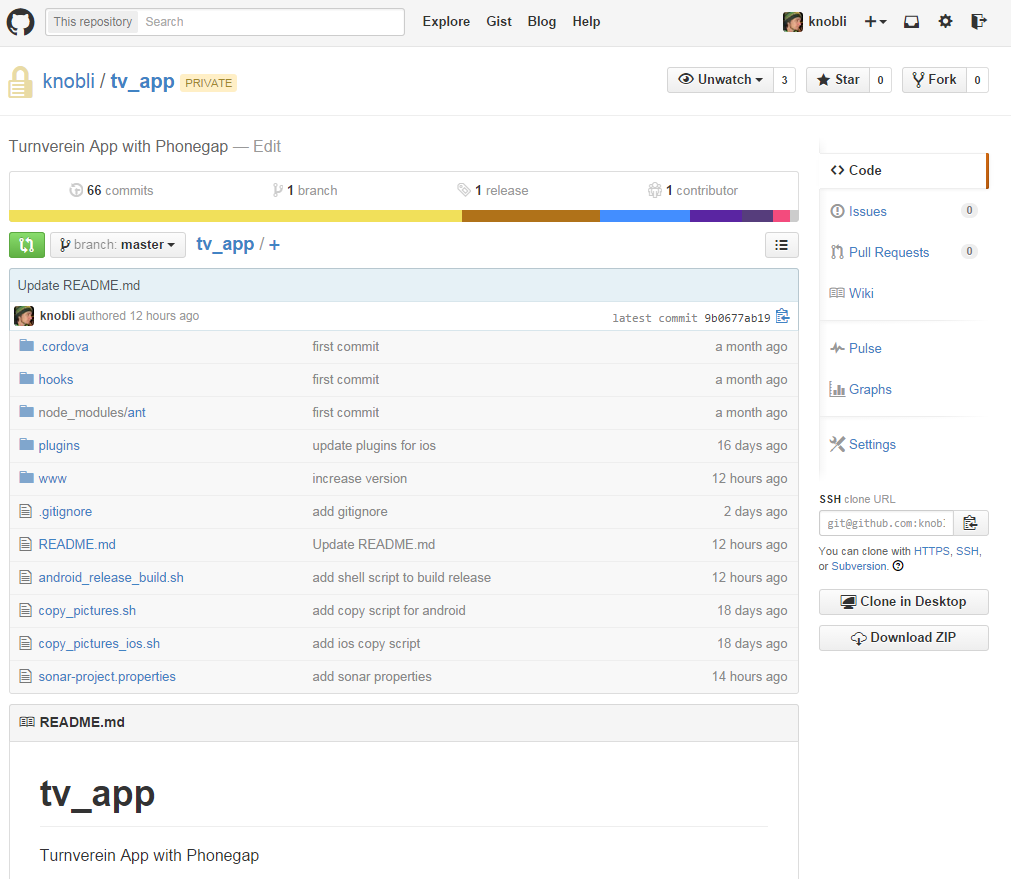 This repository Search Explore Gist Blog Help knobli
knobli / tv_app PRIVATE Unwatch 3 Star 0 Fork 0
Turnverein App with Phonegap — Edit
66 commits 1 branch 1 release 1 contributor
branch: master tv_app / +
Update README.md
knobli authored 12 hours ago latest commit 9b0677ab19
.cordova first commit a month ago
hooks first commit a month ago
node_modules/ant first commit a month ago
plugins update plugins for ios 16 days ago
www increase version 12 hours ago
.gitignore add gitignore 2 days ago
README.md Update README.md 12 hours ago
android_release_build.sh add shell script to build release 12 hours ago
copy_pictures.sh add copy script for android 18 days ago
copy_pictures_ios.sh add ios copy script 18 days ago
sonar-project.properties add sonar properties 14 hours ago
README.md
tv_app
Turnverein App with Phonegap
Code
Issues 0
Pull Requests 0
Wiki
Pulse
Graphs
Settings
SSH clone URL
git@github.com:knobl
You can clone with HTTPS, SSH,
or Subversion.
Clone in Desktop
Download ZIP